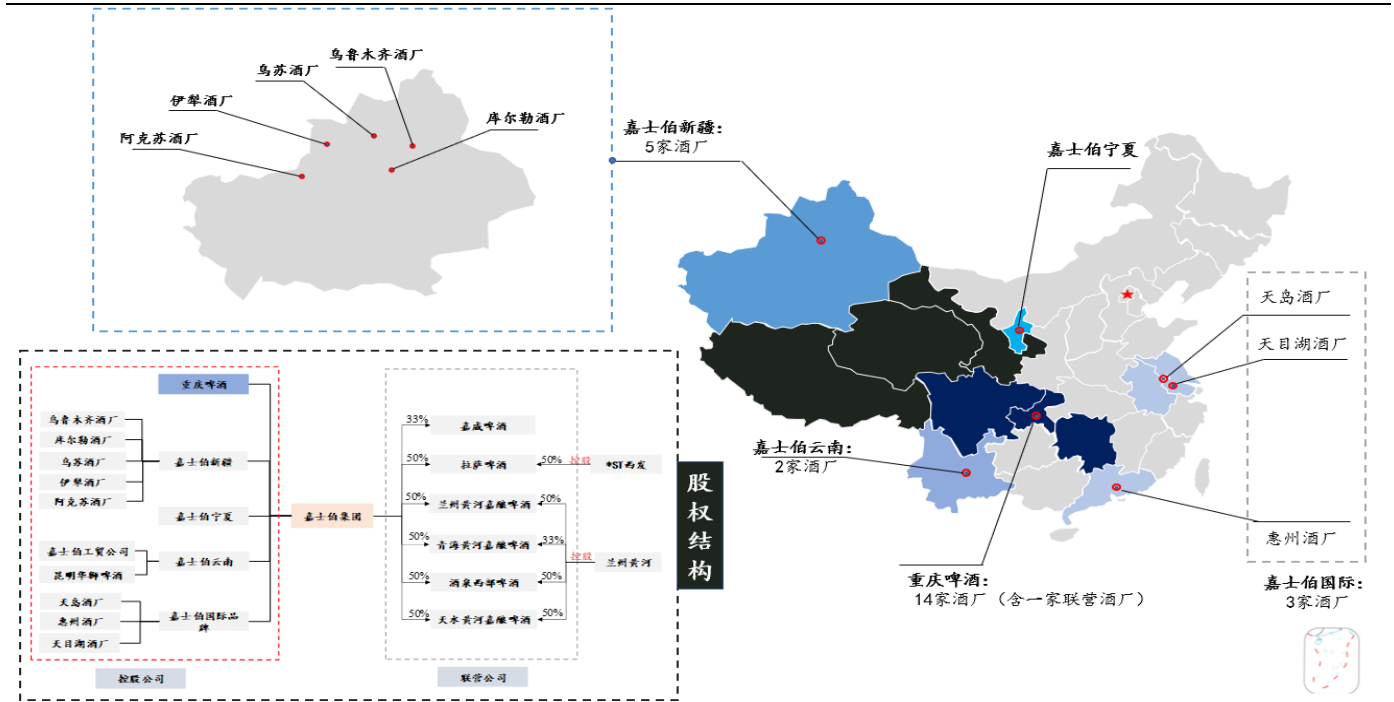 乌鲁木齐酒厂
乌苏酒厂
伊犁酒厂
库尔勒酒厂
阿克苏酒厂
嘉士伯新疆：
5家酒厂
嘉士伯宁夏
天岛酒厂
天目湖酒厂
嘉士伯云南：
2家酒厂
惠州酒厂
重庆啤酒：
14家酒厂（含一家联营酒厂）
嘉士伯国际：
3家酒厂
重庆啤酒
乌鲁木齐酒厂
库尔勒酒厂
乌苏酒厂
伊犁酒厂
阿克苏酒厂
嘉士伯新疆
嘉士伯宁夏
嘉士伯工贸公司
昆明华狮啤酒
嘉士伯云南
天岛酒厂
惠州酒厂
天目湖酒厂
嘉士伯国际品
牌
控股公司
嘉士伯集团
33%
嘉威啤酒
50%
拉萨啤酒
50%
控股
*ST西发
50%
兰州黄河嘉酿啤酒
50%
50%
青海黄河嘉酿啤酒
33%
控股
兰州黄河
50%
酒泉西部啤酒
50%
50%
天水黄河嘉酿啤酒
50%
联营公司
股
权
结
构